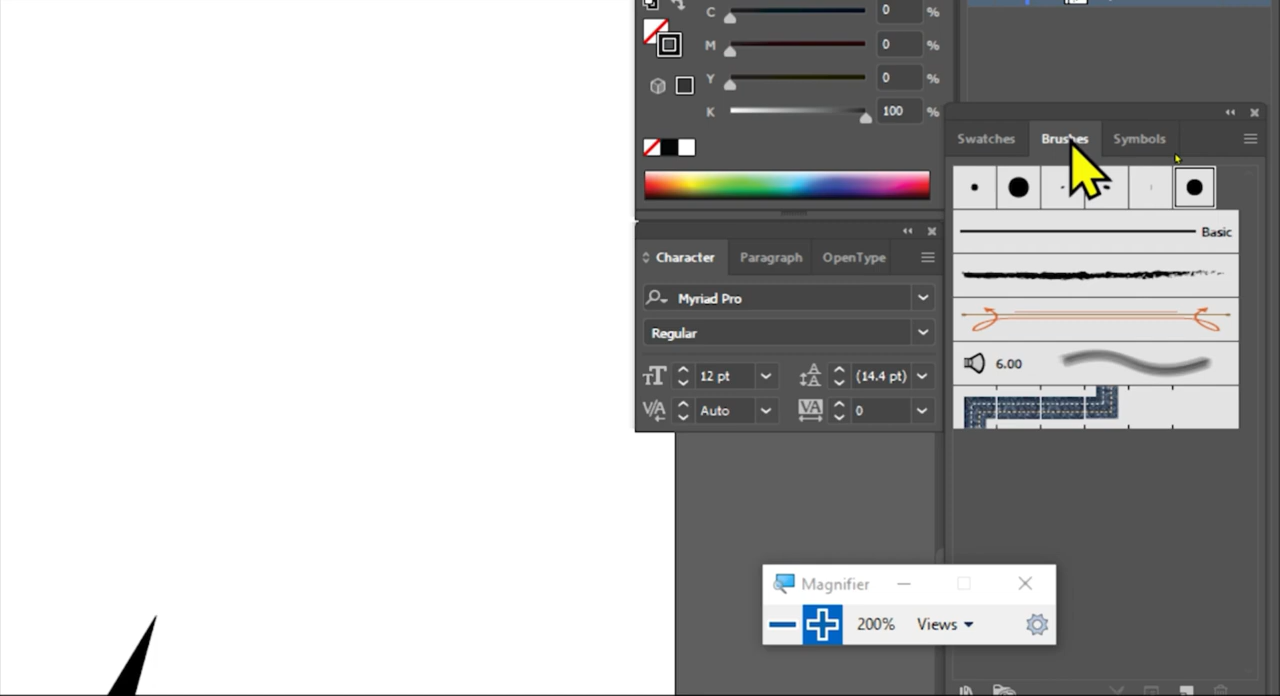 C 0 %
M 0 %
Y 0 %
K 100 %
Swatches Brushes Symbols
Basic
6.00
Character Paragraph OpenType
Myriad Pro
Regular
12 pt (14.4 pt)
Auto 0
Magnifier
200% Views